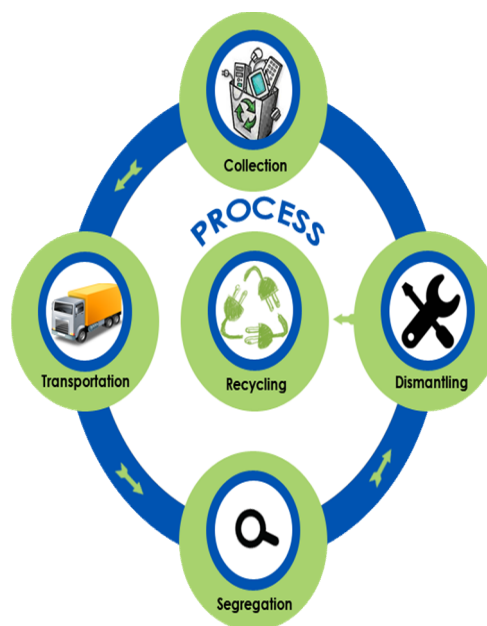 Collection
PROCESS
Transportation
Recycling
Dismantling
Segregation